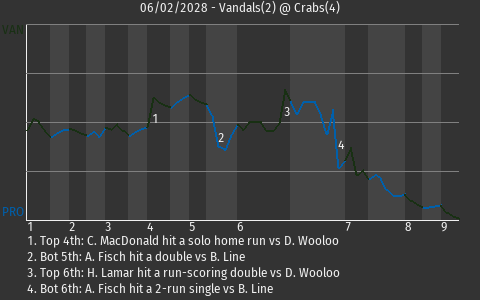 06/02/2028 - Vandals(2) @ Crabs(4)
VAN
1
2
3
4
PRO
1 2 3 4 5 6 7 8 9
1. Top 4th: C. MacDonald hit a solo home run vs D. Wooloo
2. Bot 5th: A. Fisch hit a double vs B. Line
3. Top 6th: H. Lamar hit a run-scoring double vs D. Wooloo
4. Bot 6th: A. Fisch hit a 2-run single vs B. Line